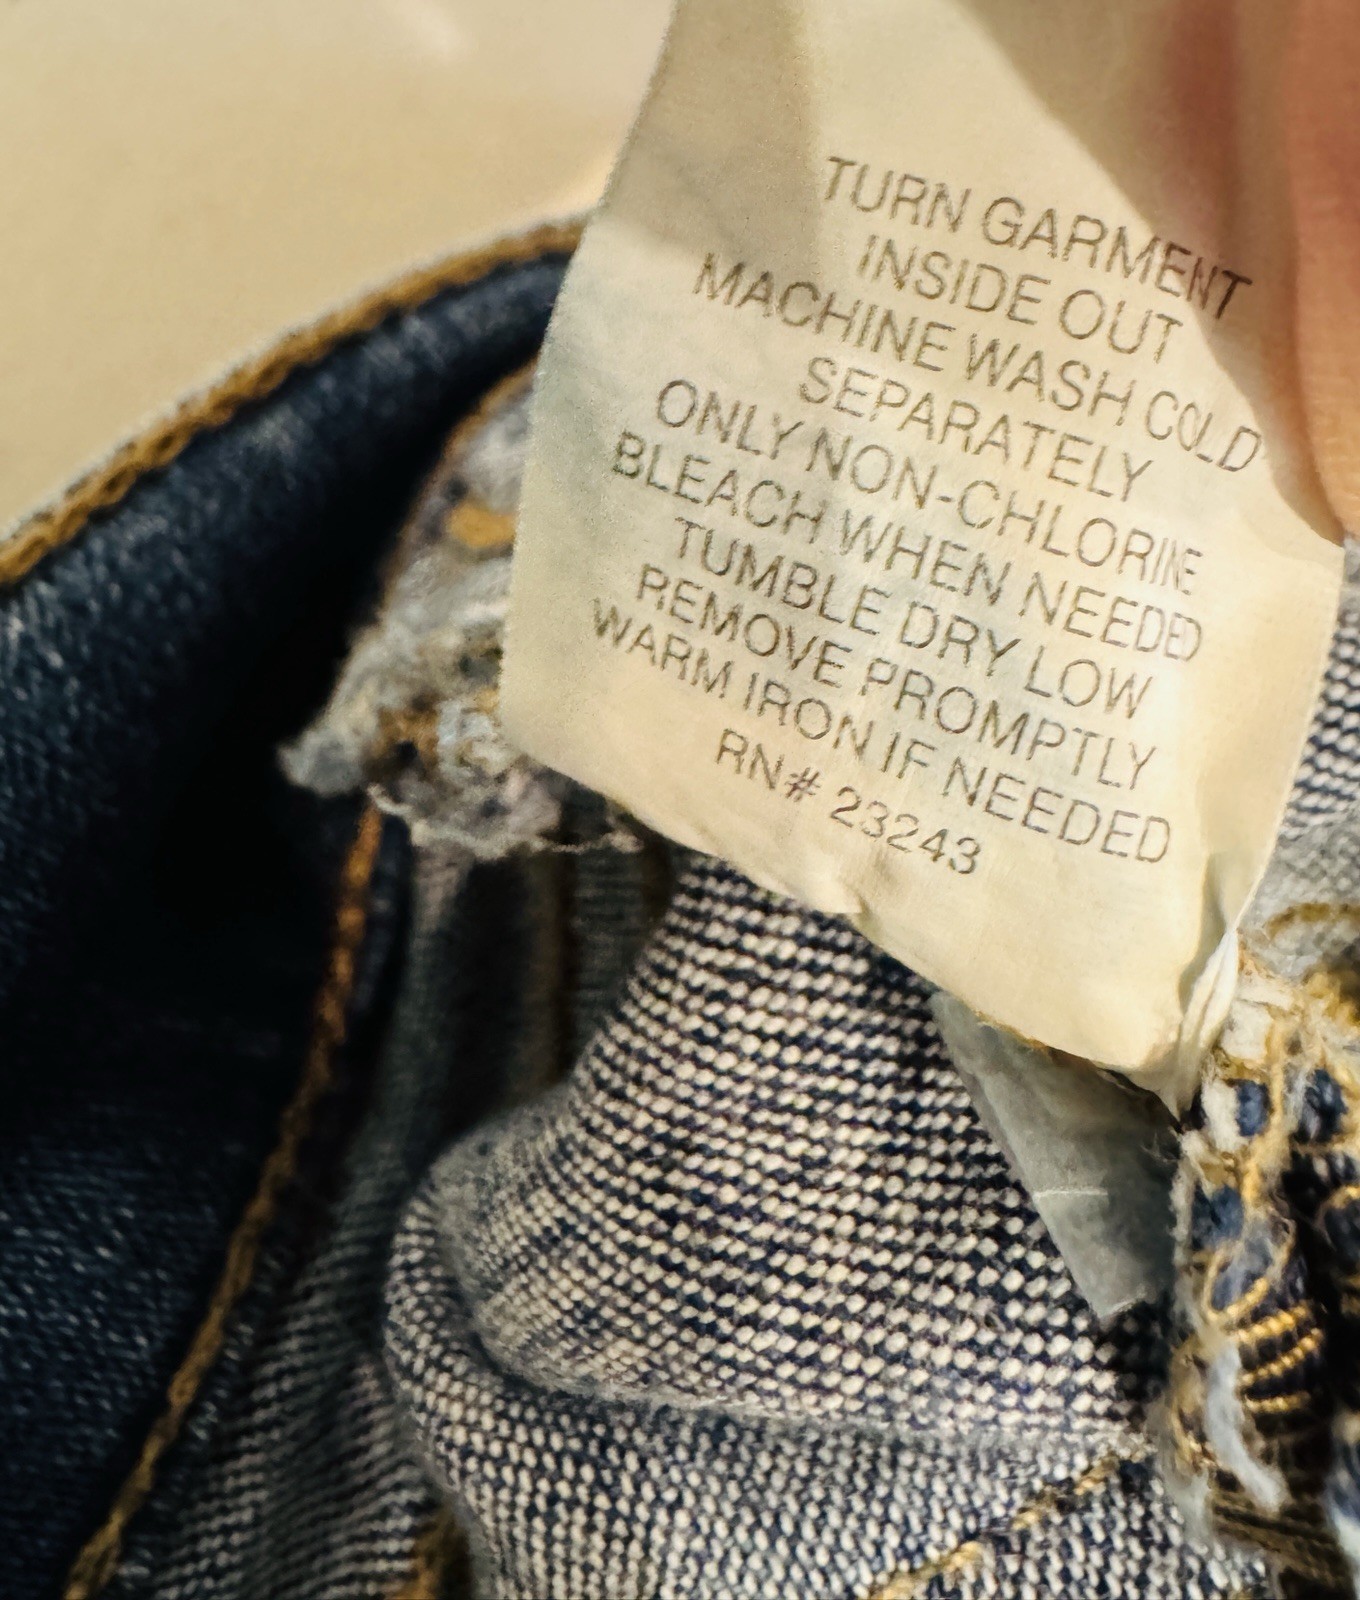 TURN GARMENT
INSIDE OUT
MACHINE WASH COLD
SEPARATELY
ONLY NON-CHLORINE
BLEACH WHEN NEEDED
TUMBLE DRY LOW
REMOVE PROMPTLY
WARM IRON IF NEEDED
RN# 23243